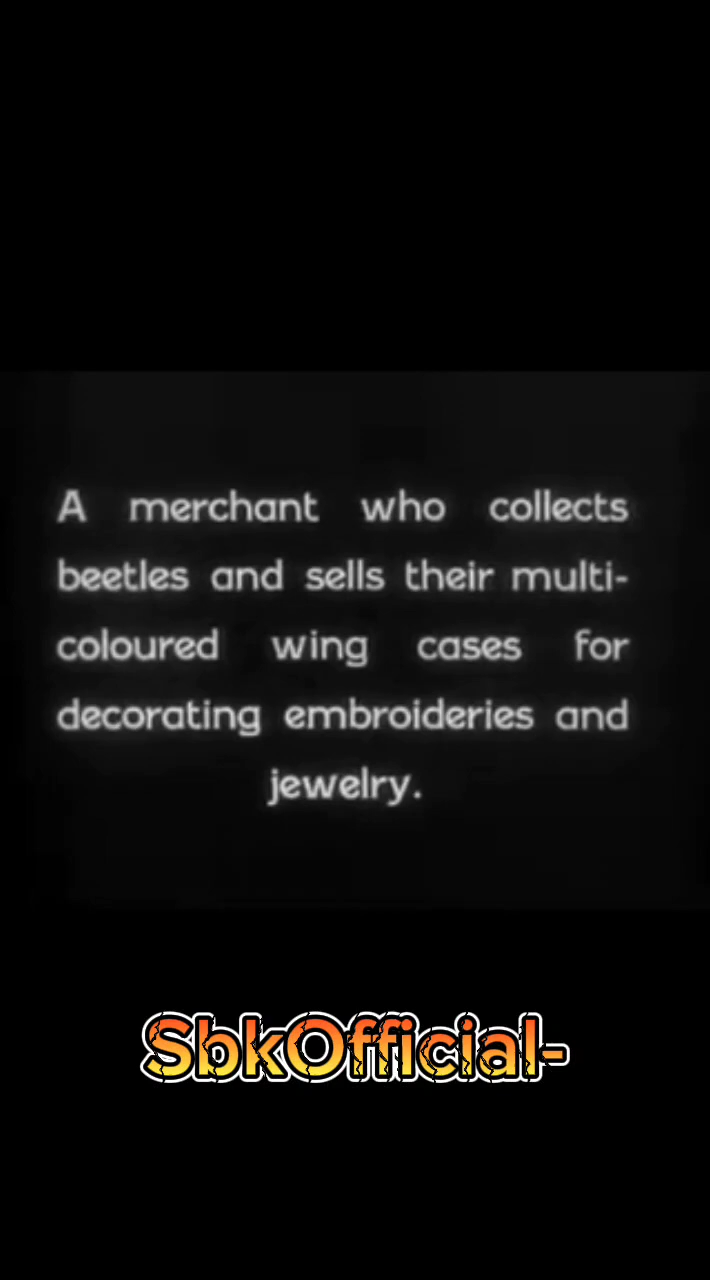 A merchant who collects
beetles and sells their multi-
coloured wing cases for
decorating embroideries and
jewelry.
SbkOfficial-